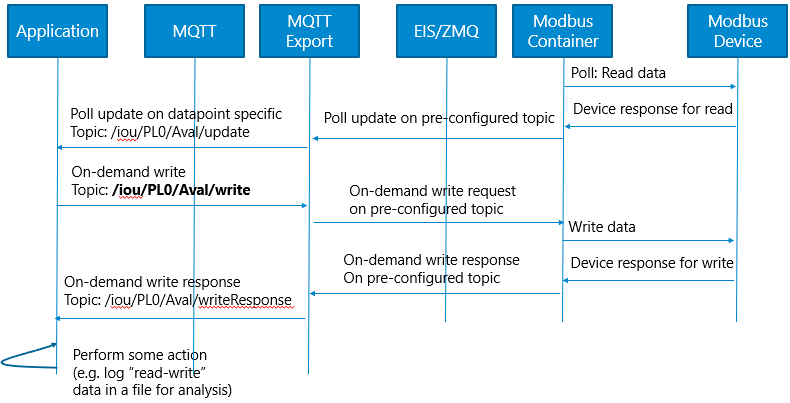 Application
MQTT
MQTT
Export
EIS/ZMQ
Modbus
Container
Modbus
Device
Poll: Read data
Device response for read
Poll update on pre-configured topic
Poll update on datapoint specific
Topic: /iou/PL0/Aval/update
On-demand write
Topic: /iou/PL0/Aval/write
On-demand write request
on pre-configured topic
Write data
Device response for write
On-demand write response
On pre-configured topic
On-demand write response
Topic: /iou/PL0/Aval/writeResponse
Perform some action
(e.g. log “read-write”
data in a file for analysis)